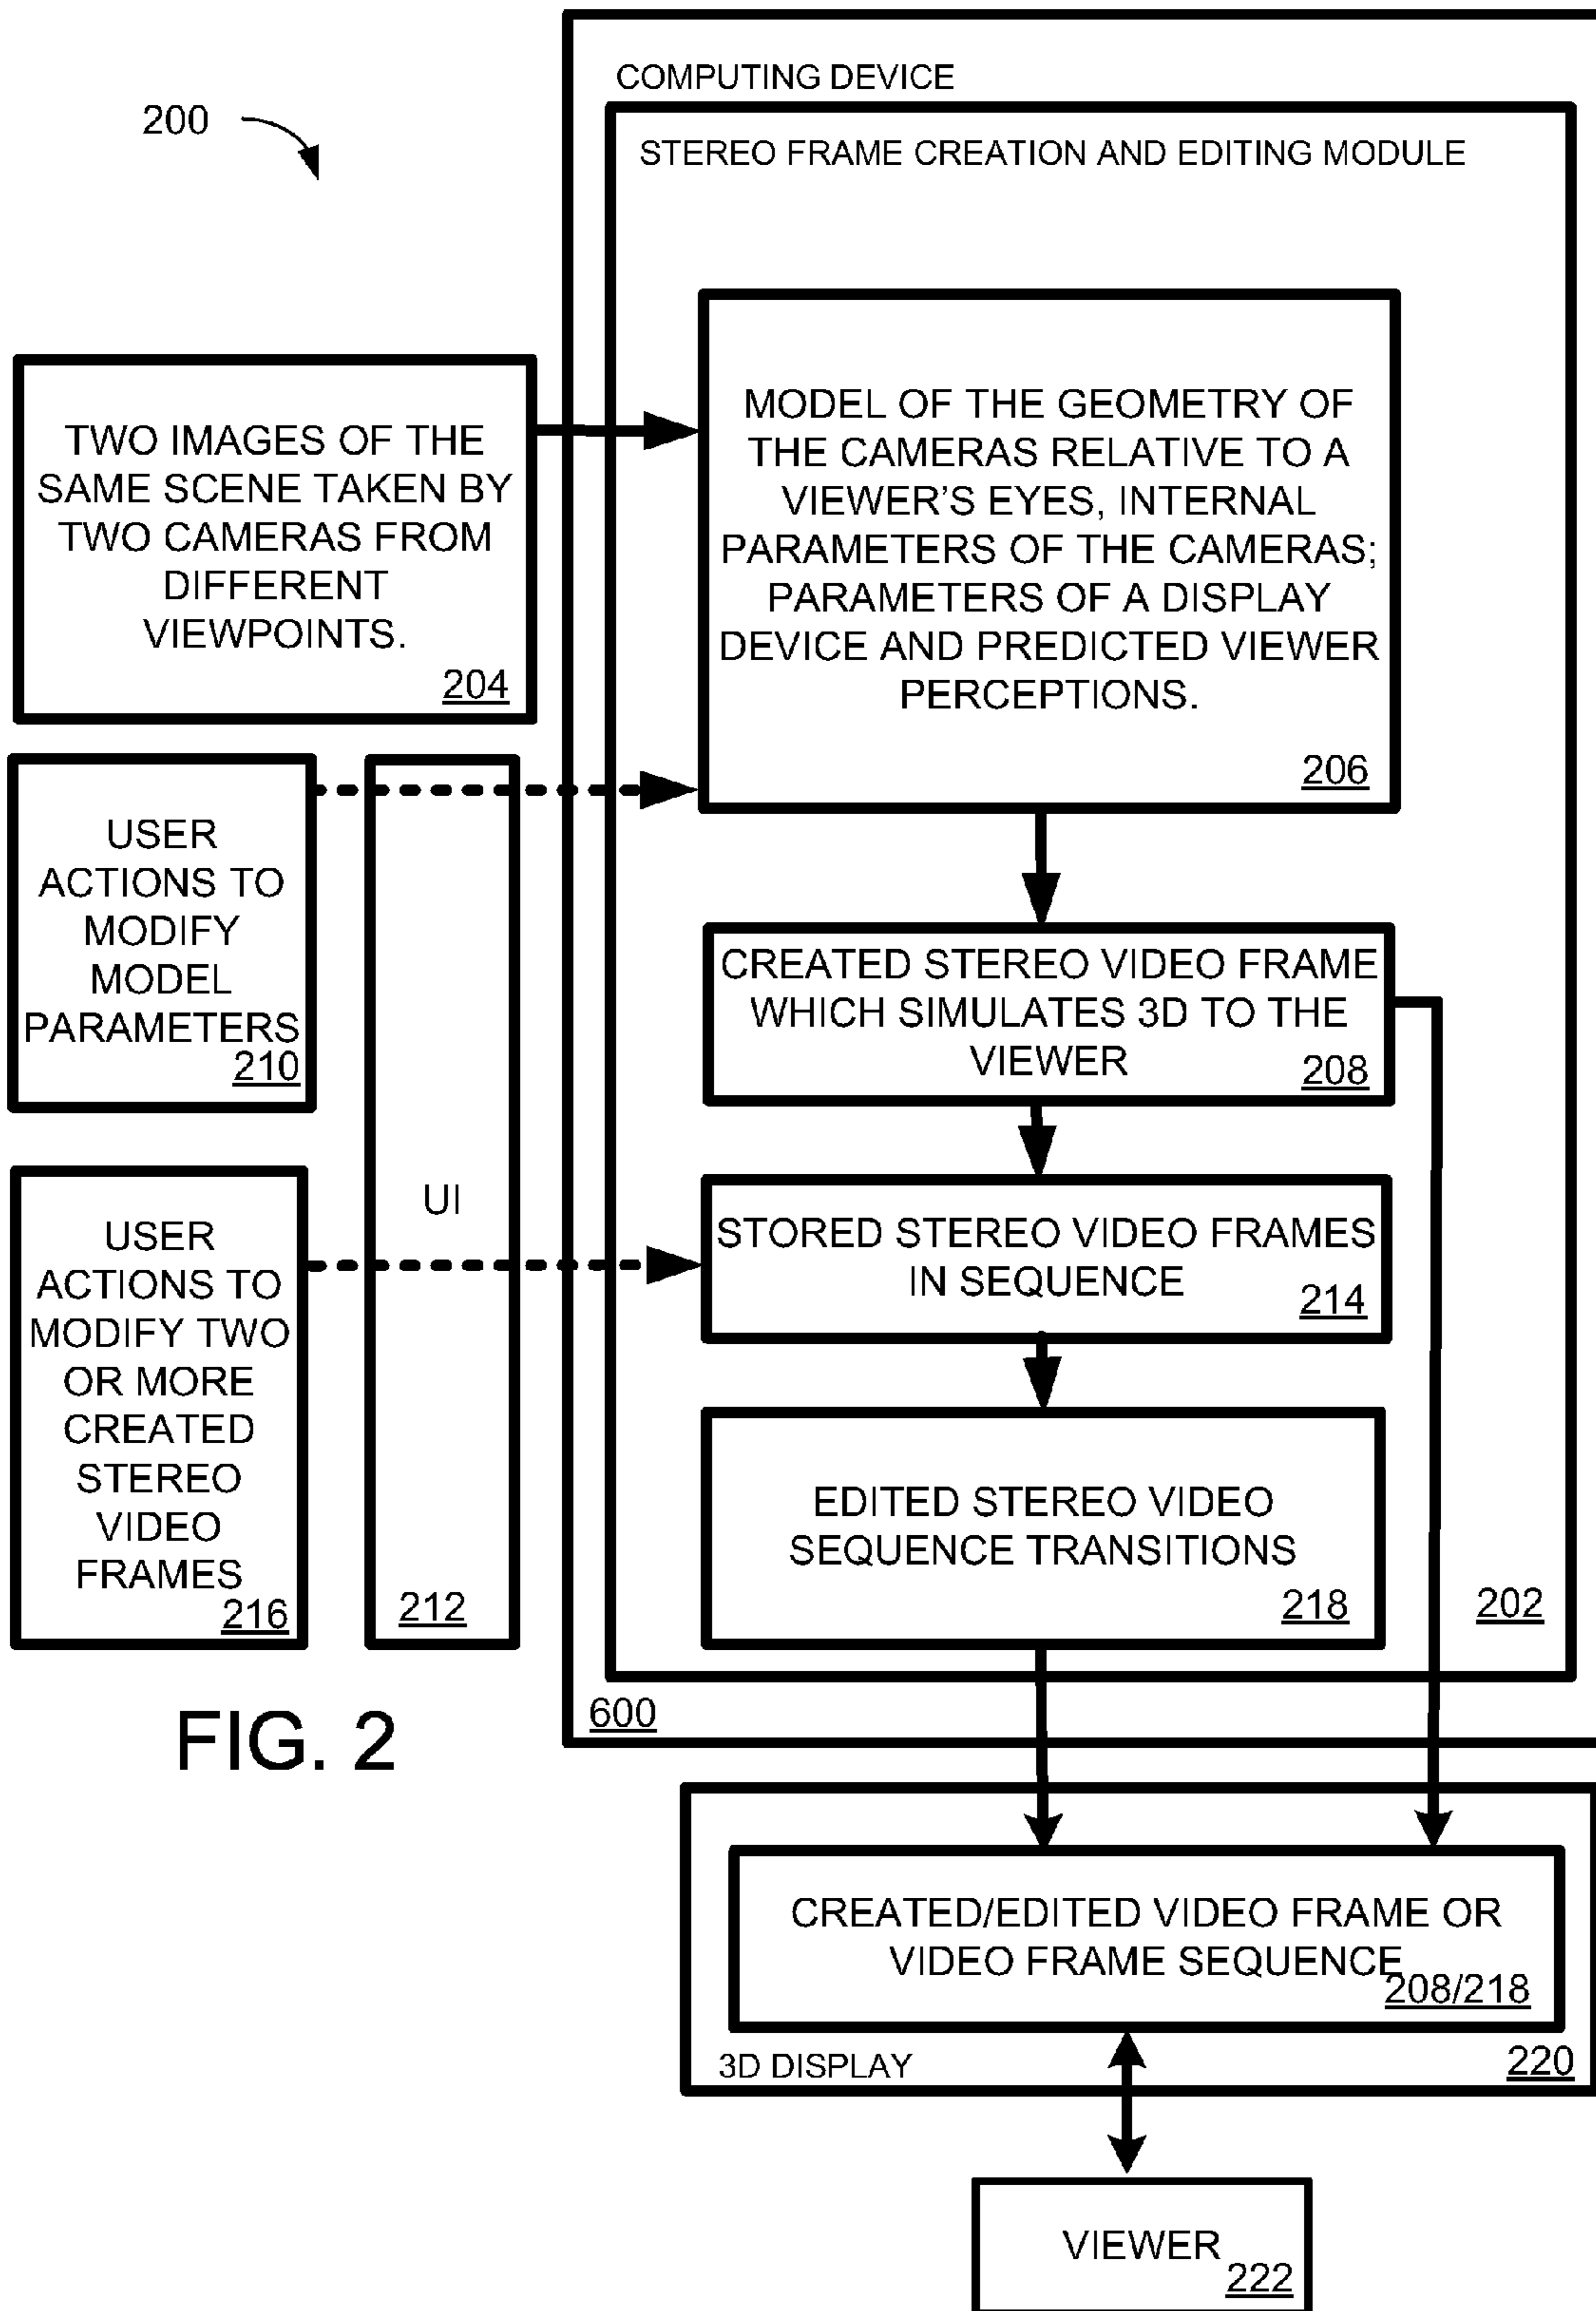 200
COMPUTING DEVICE
STEREO FRAME CREATION AND EDITING MODULE
TWO IMAGES OF THE
SAME SCENE TAKEN BY
TWO CAMERAS FROM
DIFFERENT
VIEWPOINTS.
204
MODEL OF THE GEOMETRY OF
THE CAMERAS RELATIVE TO A
VIEWER'S EYES, INTERNAL
PARAMETERS OF THE CAMERAS;
PARAMETERS OF A DISPLAY
DEVICE AND PREDICTED VIEWER
PERCEPTIONS.
206
USER
ACTIONS TO
MODIFY
MODEL
PARAMETERS
210
CREATED STEREO VIDEO FRAME
WHICH SIMULATES 3D TO THE
VIEWER
208
USER
ACTIONS TO
MODIFY TWO
OR MORE
CREATED
STEREO
VIDEO
FRAMES
216
UI
212
STORED STEREO VIDEO FRAMES
IN SEQUENCE
214
EDITED STEREO VIDEO
SEQUENCE TRANSITIONS
218
202
600
FIG. 2
CREATED/EDITED VIDEO FRAME OR
VIDEO FRAME SEQUENCE
208/218
3D DISPLAY
220
VIEWER
222